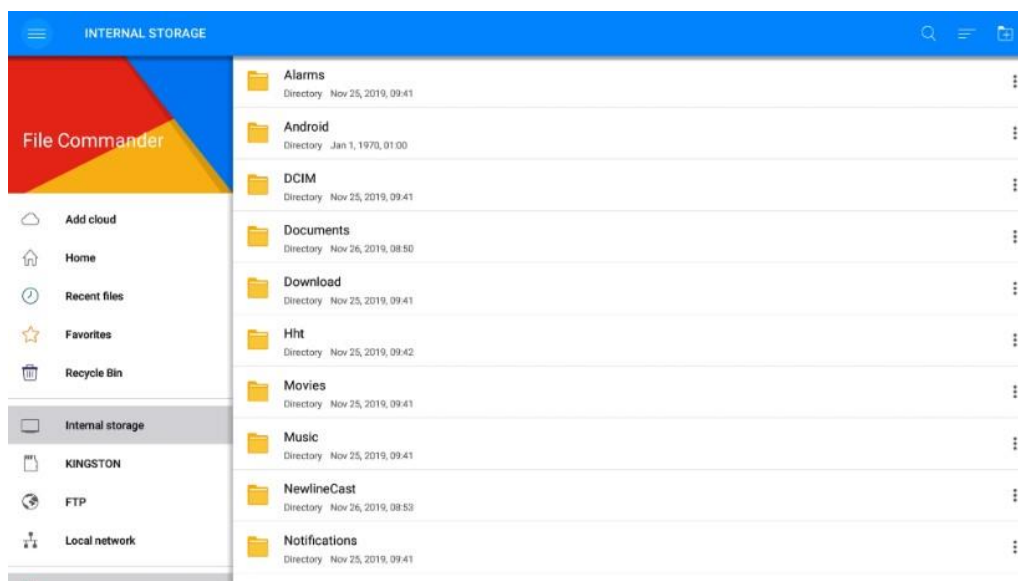 INTERNAL STORAGE
File Commander
Add cloud
Home
Recent files
Favorites
Recycle Bin
Internal storage
KINGSTON
FTP
Local network
Alarms
Directory Nov 25, 2019, 09:41
Android
Directory Jan 1, 1970, 01:00
DCIM
Directory Nov 25, 2019, 09:41
Documents
Directory Nov 26, 2019, 08:50
Download
Directory Nov 25, 2019, 09:41
Hht
Directory Nov 25, 2019, 09:42
Movies
Directory Nov 25, 2019, 09:41
Music
Directory Nov 25, 2019, 09:41
NewlineCast
Directory Nov 26, 2019, 08:53
Notifications
Directory Nov 25, 2019, 09:41